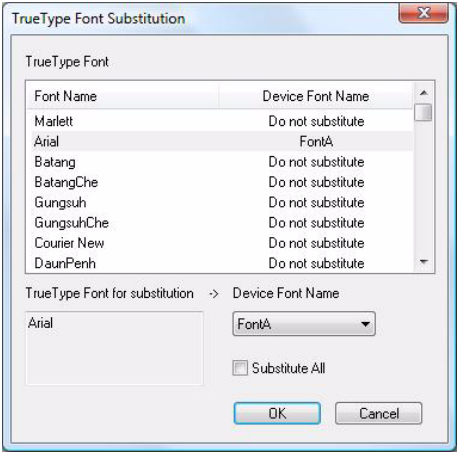 TrueType Font Substitution
TrueType Font
Font Name Device Font Name
Marlett Do not substitute
Arial FontA
Batang Do not substitute
BatangChe Do not substitute
Gungsuh Do not substitute
GungsuhChe Do not substitute
Courier New Do not substitute
DaunPenh Do not substitute
TrueType Font for substitution -> Device Font Name
Arial FontA
Substitute All
OK Cancel